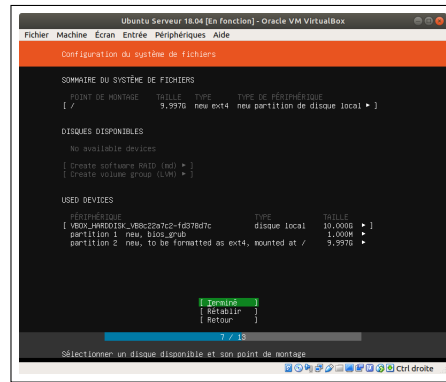 Ubuntu Serveur 18.04 [En fonction] - Oracle VM VirtualBox
Fichier Machine Écran Entrée Périphériques Aide
Configuration du système de fichiers
SOMMAIRE DU SYSTÈME DE FICHIERS
POINT DE MONTAGE TAILLE TYPE TYPE DE PÉRIPHÉRIQUE
[ / 9.997G new ext4 new partition de disque local ▸ ]
DISQUES DISPONIBLES
No available devices
[ Create software RAID (md) ▸ ]
[ Create volume group (LVM) ▸ ]
USED DEVICES
PÉRIPHÉRIQUE TYPE TAILLE
[ VBOX_HARDDISK_VB8c22a7c2-fd378d7c disque local 10.000G ▸ ]
partition 1 new, bios_grub 1.000M ▸
partition 2 new, to be formatted as ext4, mounted at / 9.997G ▸
[ Terminé ]
[ Rétablir ]
[ Retour ]
7 / 13
Sélectionner un disque disponible et son point de montage
Ctrl droite